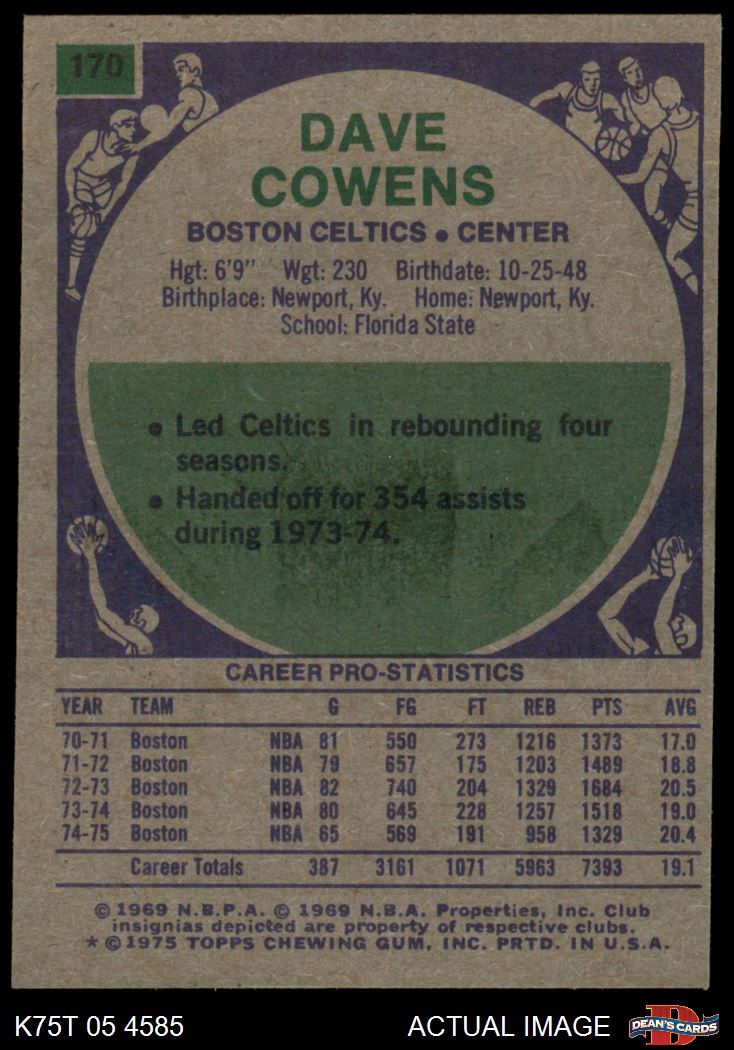 170
DAVE
COWENS
BOSTON CELTICS • CENTER
Hgt: 6'9" Wgt: 230 Birthdate: 10-25-48
Birthplace: Newport, Ky. Home: Newport, Ky.
School: Florida State
• Led Celtics in rebounding four
seasons.
• Handed off for 354 assists
during 1973-74.
CAREER PRO-STATISTICS
YEAR TEAM G FG FT REB PTS AVG
70-71 Boston NBA 81 550 273 1216 1373 17.0
71-72 Boston NBA 79 657 175 1203 1489 18.8
72-73 Boston NBA 82 740 204 1329 1684 20.5
73-74 Boston NBA 80 645 228 1257 1518 19.0
74-75 Boston NBA 65 569 191 958 1329 20.4
Career Totals 387 3161 1071 5963 7393 19.1
© 1969 N.B.P.A. © 1969 N.B.A. Properties, Inc. Club
insignias depicted are property of respective clubs.
* © 1975 TOPPS CHEWING GUM, INC. PRTD. IN U.S.A.
K75T 05 4585 ACTUAL IMAGE D DEAN'S CARDS